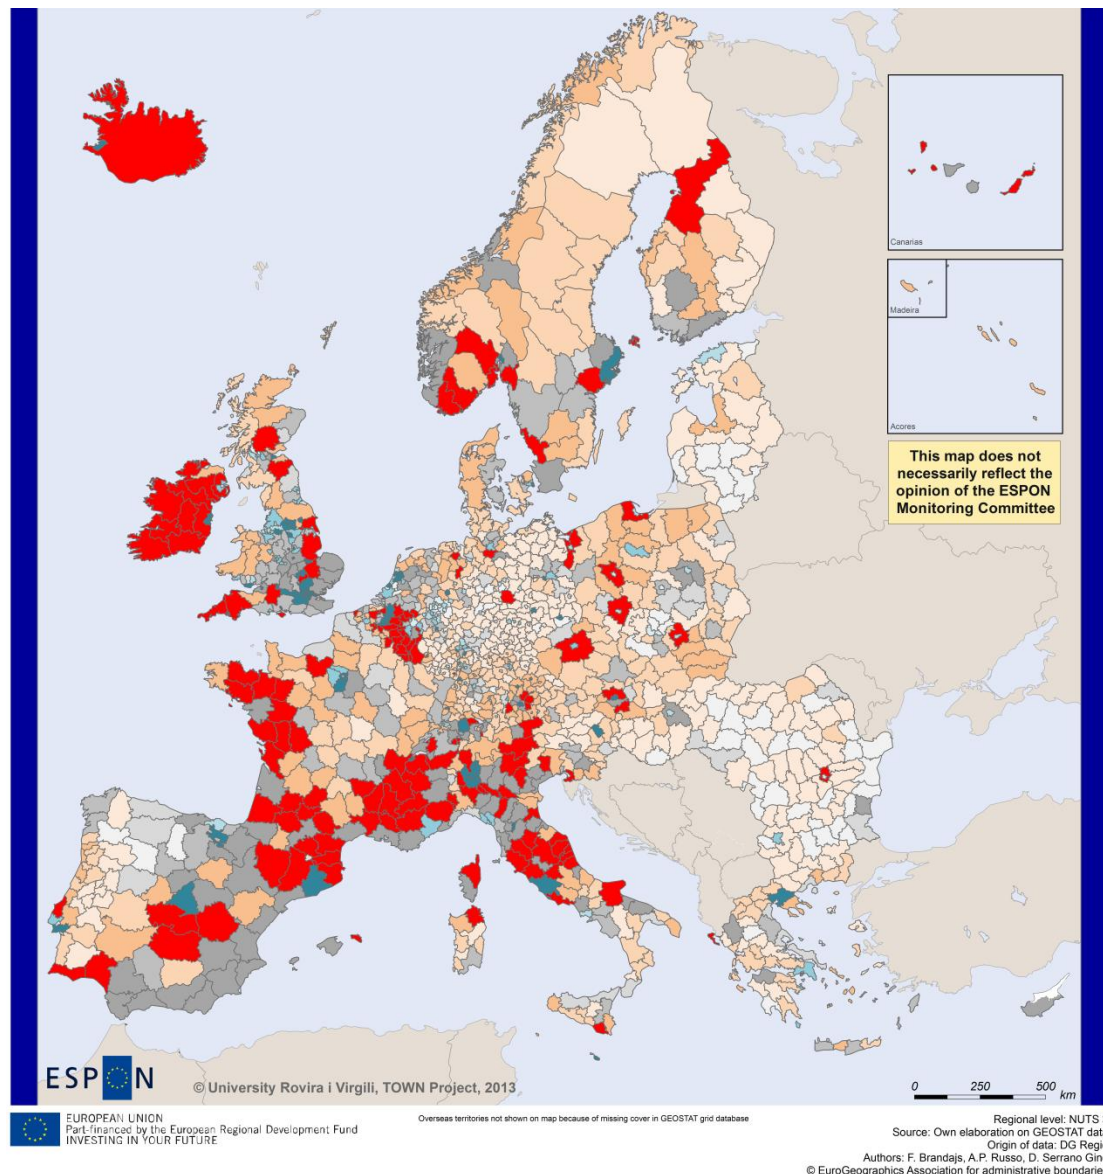 Canarias
Madeira
Acores
This map does not
necessarily reflect the
opinion of the ESPON
Monitoring Committee
ESPON
© University Rovira i Virgili, TOWN Project, 2013
0 250 500
km
EUROPEAN UNION
Part-financed by the European Regional Development Fund
INVESTING IN YOUR FUTURE
Overseas territories not shown on map because of missing cover in GEOSTAT grid database
Regional level: NUTS
Source: Own elaboration on GEOSTAT dat
Origin of data: DG Regi
Authors: F. Brandajs, A.P. Russo, D. Serrano Gin
© EuroGeographics Association for administrative boundarie